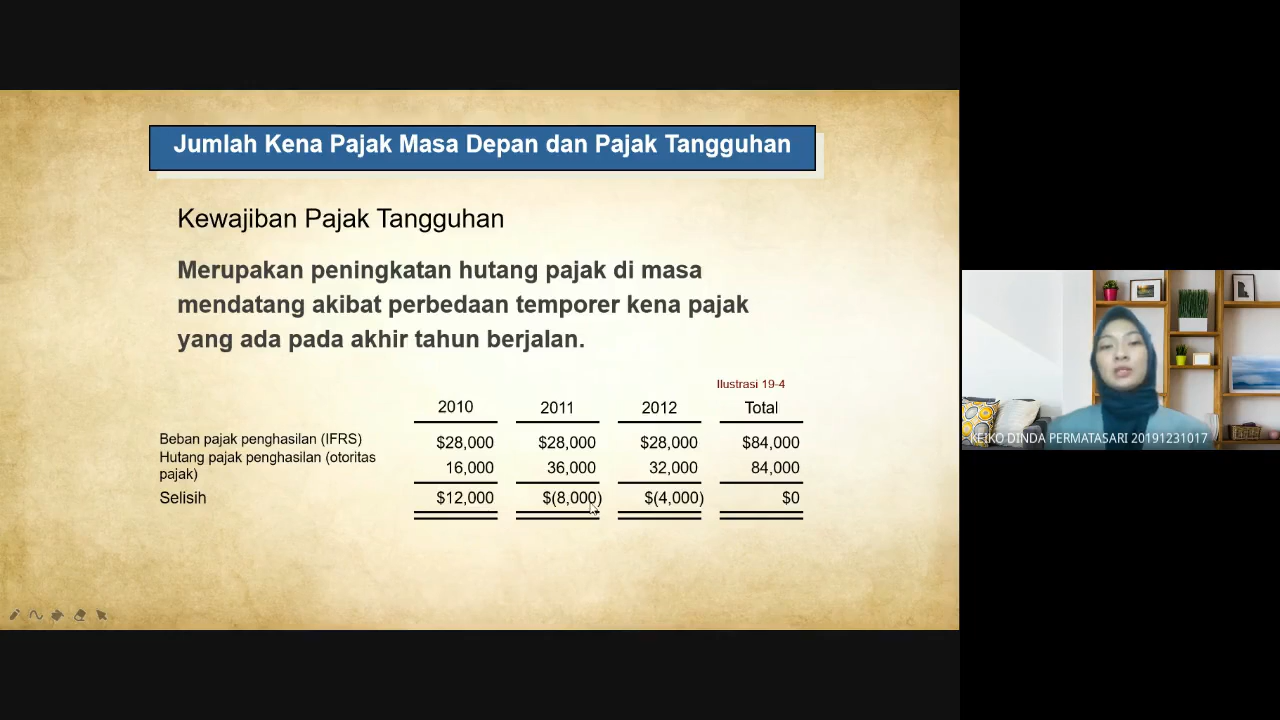 Jumlah Kena Pajak Masa Depan dan Pajak Tangguhan
Kewajiban Pajak Tangguhan
Merupakan peningkatan hutang pajak di masa
mendatang akibat perbedaan temporer kena pajak
yang ada pada akhir tahun berjalan.
Ilustrasi 19-4
2010 2011 2012 Total
Beban pajak penghasilan (IFRS) $28,000 $28,000 $28,000 $84,000
Hutang pajak penghasilan (otoritas
pajak) 16,000 36,000 32,000 84,000
Selisih $12,000 $(8,000) $(4,000) $0
KEIKO DINDA PERMATASARI 20191231017